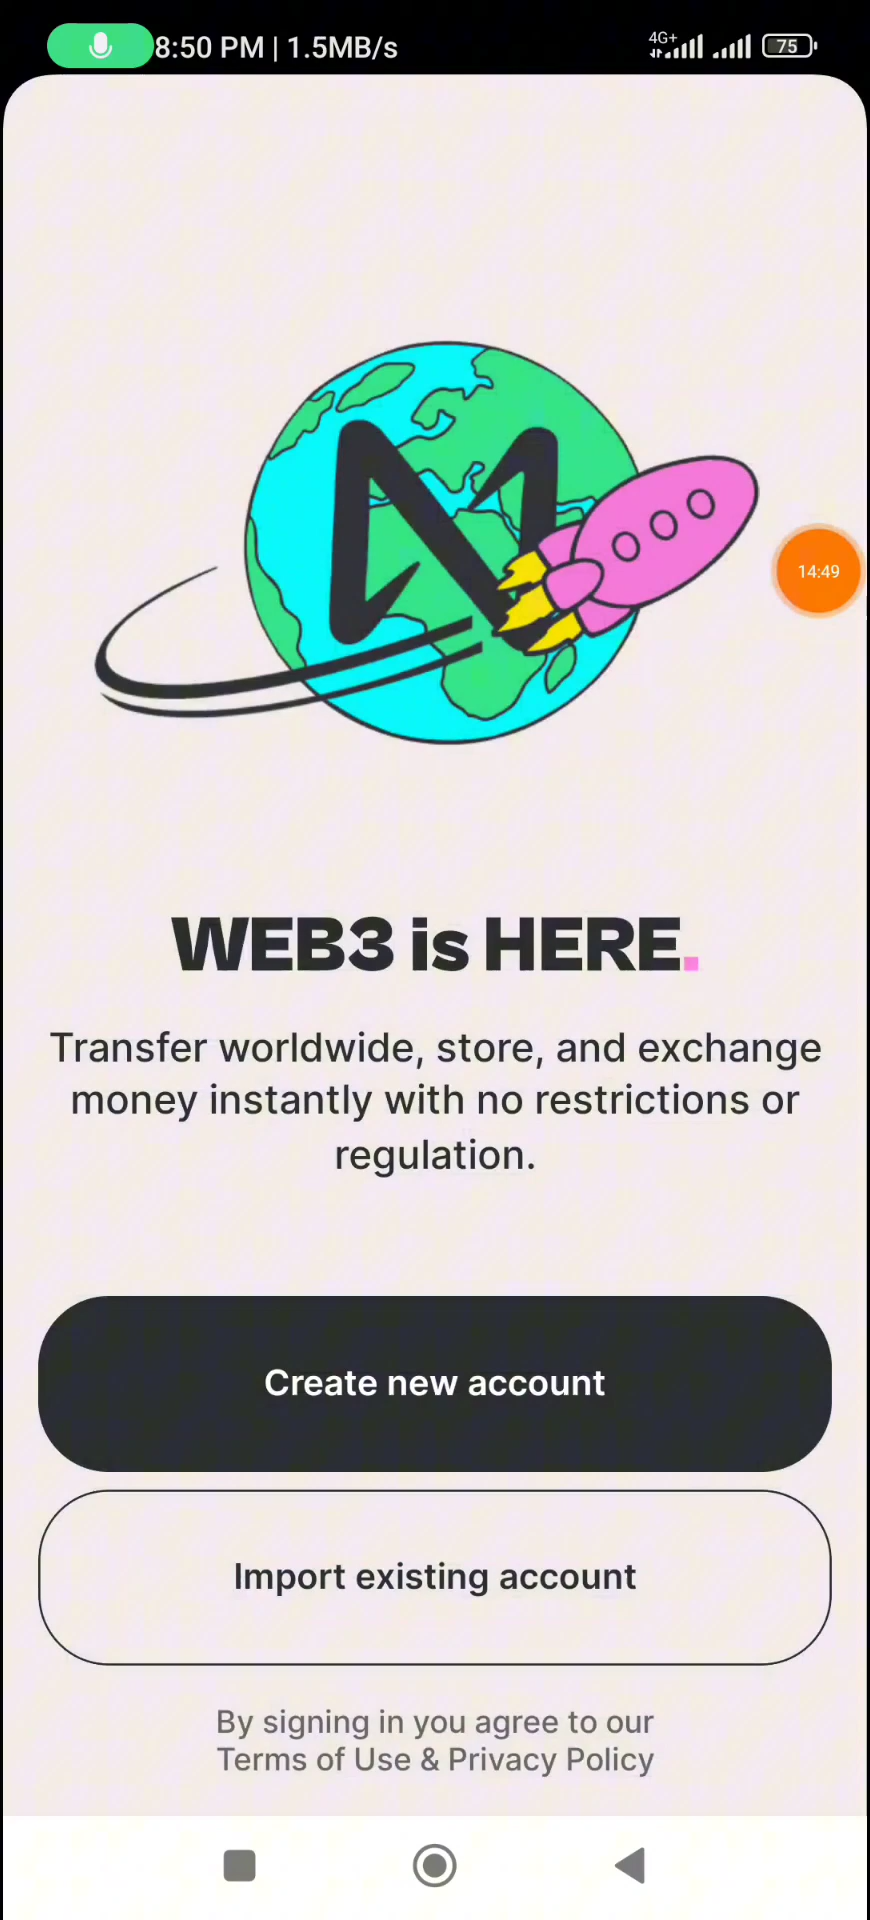 8:50 PM | 1.5MB/s
4G+
75
14:49
WEB3 is HERE.
Transfer worldwide, store, and exchange
money instantly with no restrictions or
regulation.
Create new account
Import existing account
By signing in you agree to our
Terms of Use & Privacy Policy